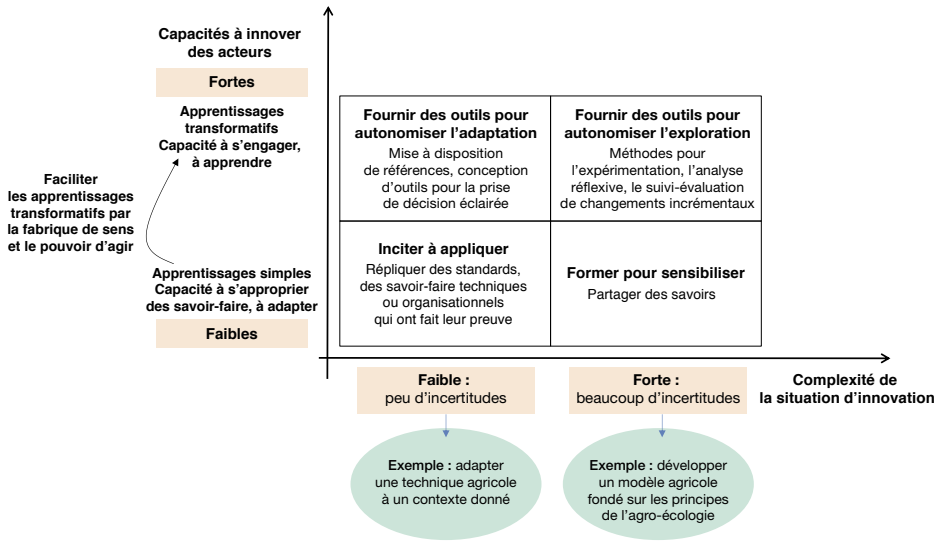 Capacités à innover
des acteurs
Fortes
Apprentissages
transformatifs
Capacité à s’engager,
à apprendre
Faciliter
les apprentissages
transformatifs par
la fabrique de sens
et le pouvoir d’agir
Apprentissages simples
Capacité à s’approprier
des savoir-faire, à adapter
Faibles
Fournir des outils pour
autonomiser l’adaptation
Mise à disposition
de références, conception
d’outils pour la prise
de décision éclairée
Fournir des outils pour
autonomiser l’exploration
Méthodes pour
l’expérimentation, l’analyse
réflexive, le suivi-évaluation
de changements incrémentaux
Inciter à appliquer
Répliquer des standards,
des savoir-faire techniques
ou organisationnels
qui ont fait leur preuve
Former pour sensibiliser
Partager des savoirs
Faible :
peu d’incertitudes
Forte :
beaucoup d’incertitudes
Complexité de
la situation d’innovation
Exemple : adapter
une technique agricole
à un contexte donné
Exemple : développer
un modèle agricole
fondé sur les principes
de l’agro-écologie